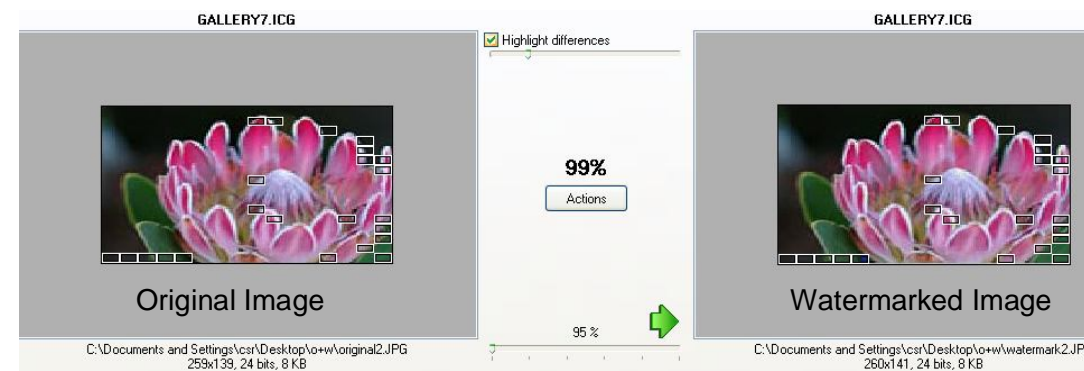 GALLERY7.ICG
GALLERY7.ICG
Highlight differences
99%
Actions
Original Image
Watermarked Image
95 %
C:\Documents and Settings\csr\Desktop\o+w\original2.JPG
259x139, 24 bits, 8 KB
C:\Documents and Settings\csr\Desktop\o+w\watermark2.JP
260x141, 24 bits, 8 KB